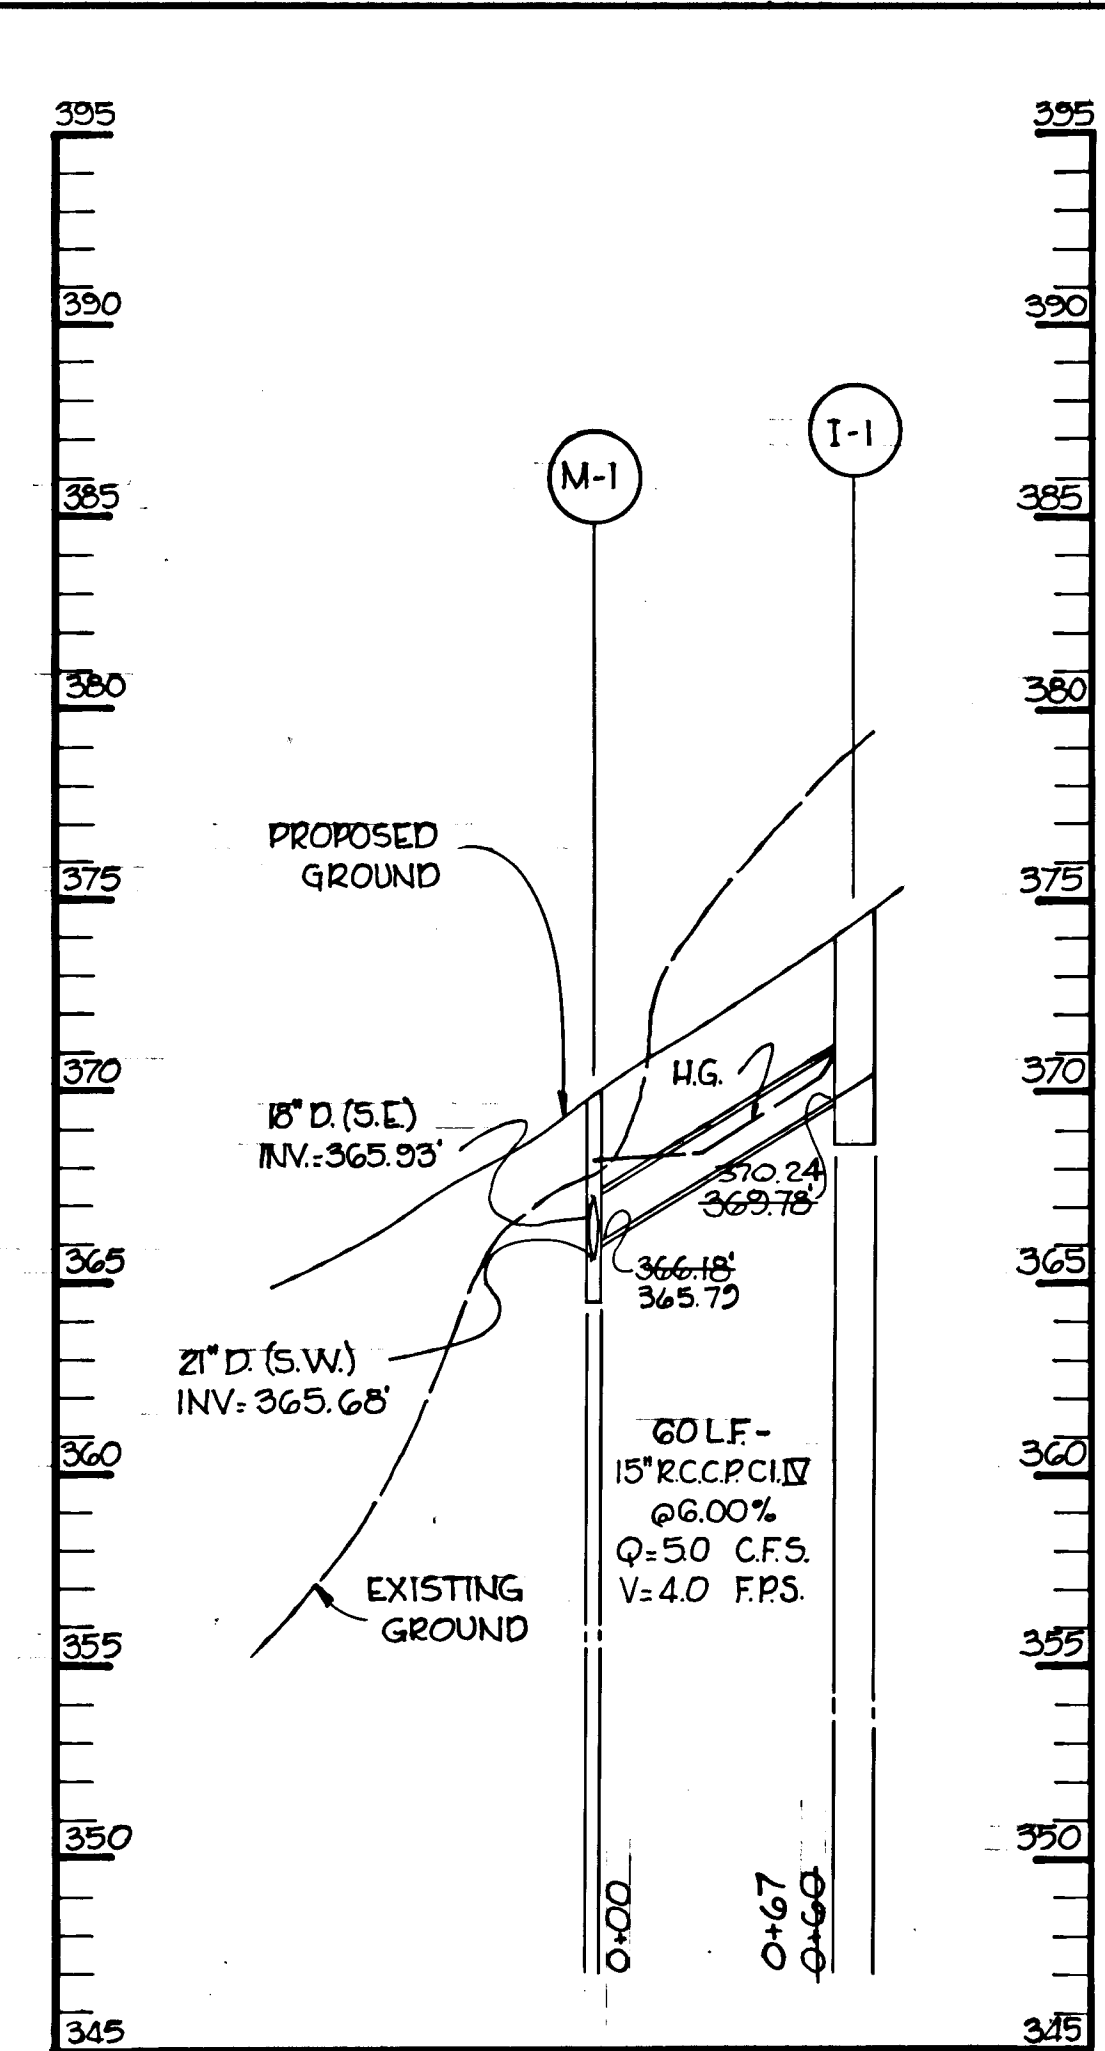 395
395
390
390
I-1
M-1
385
385
380
380
PROPOSED
GROUND
375
375
370
370
H.G.
18" D. (S.E.)
INV.=365.93'
370.24
369.78'
365
365
366.18'
365.79
21" D. (S.W.)
INV= 365.68'
60 L.F.-
15" R.C.C.P. Cl. IV
@6.00%
Q=5.0 C.F.S.
V=4.0 F.P.S.
360
360
EXISTING
GROUND
355
355
350
350
0+00
0+67
0+60
345
345